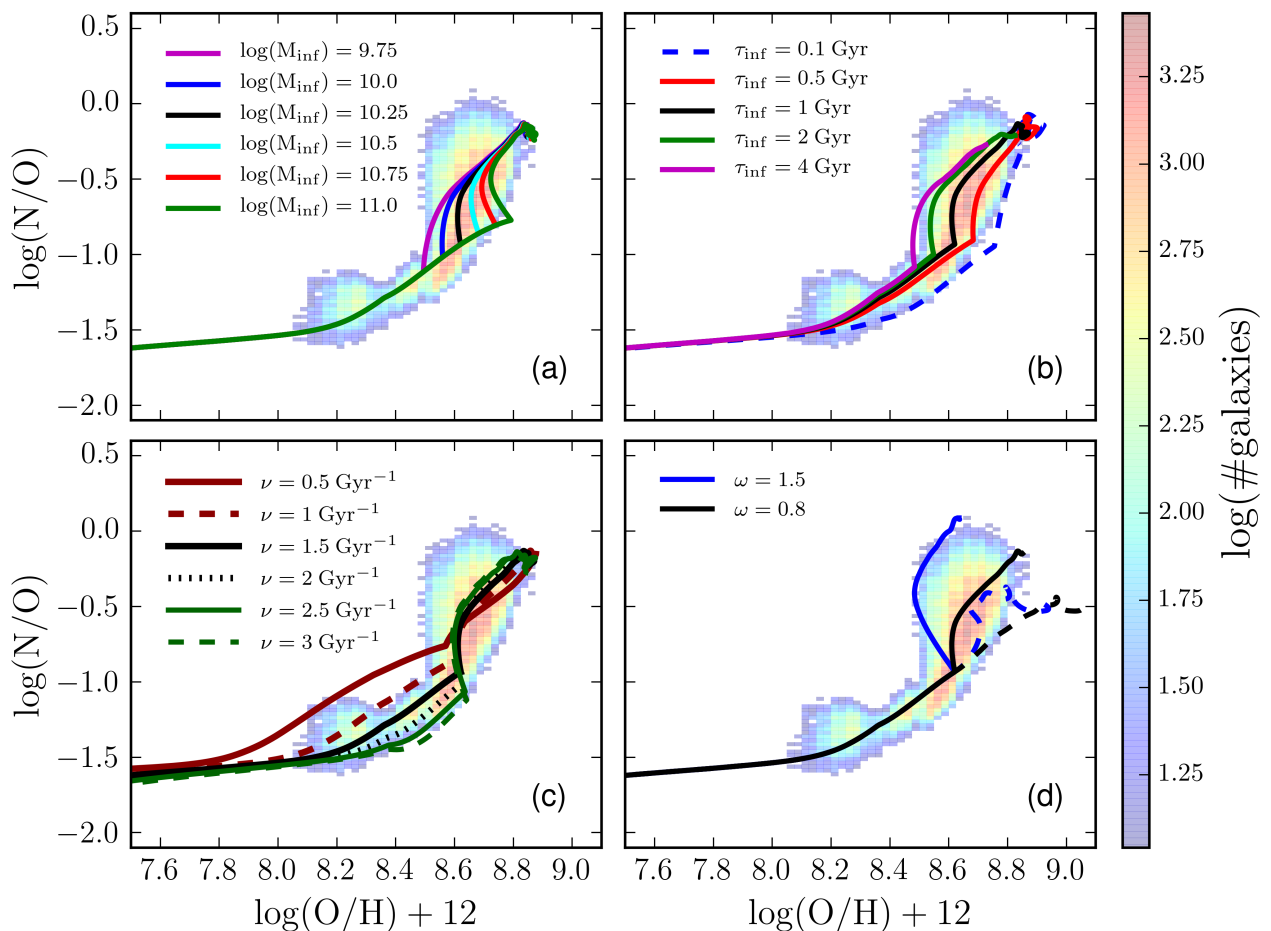 log(M_inf) = 9.75
log(M_inf) = 10.0
log(M_inf) = 10.25
log(M_inf) = 10.5
log(M_inf) = 10.75
log(M_inf) = 11.0
(a)
0.5
0.0
−0.5
−1.0
−1.5
−2.0
log(N/O)
τ_inf = 0.1 Gyr
τ_inf = 0.5 Gyr
τ_inf = 1 Gyr
τ_inf = 2 Gyr
τ_inf = 4 Gyr
(b)
ν = 0.5 Gyr⁻¹
ν = 1 Gyr⁻¹
ν = 1.5 Gyr⁻¹
ν = 2 Gyr⁻¹
ν = 2.5 Gyr⁻¹
ν = 3 Gyr⁻¹
(c)
0.5
0.0
−0.5
−1.0
−1.5
−2.0
log(N/O)
7.6 7.8 8.0 8.2 8.4 8.6 8.8 9.0
log(O/H) + 12
ω = 1.5
ω = 0.8
(d)
7.6 7.8 8.0 8.2 8.4 8.6 8.8 9.0
log(O/H) + 12
3.25
3.00
2.75
2.50
2.25
2.00
1.75
1.50
1.25
log(#galaxies)